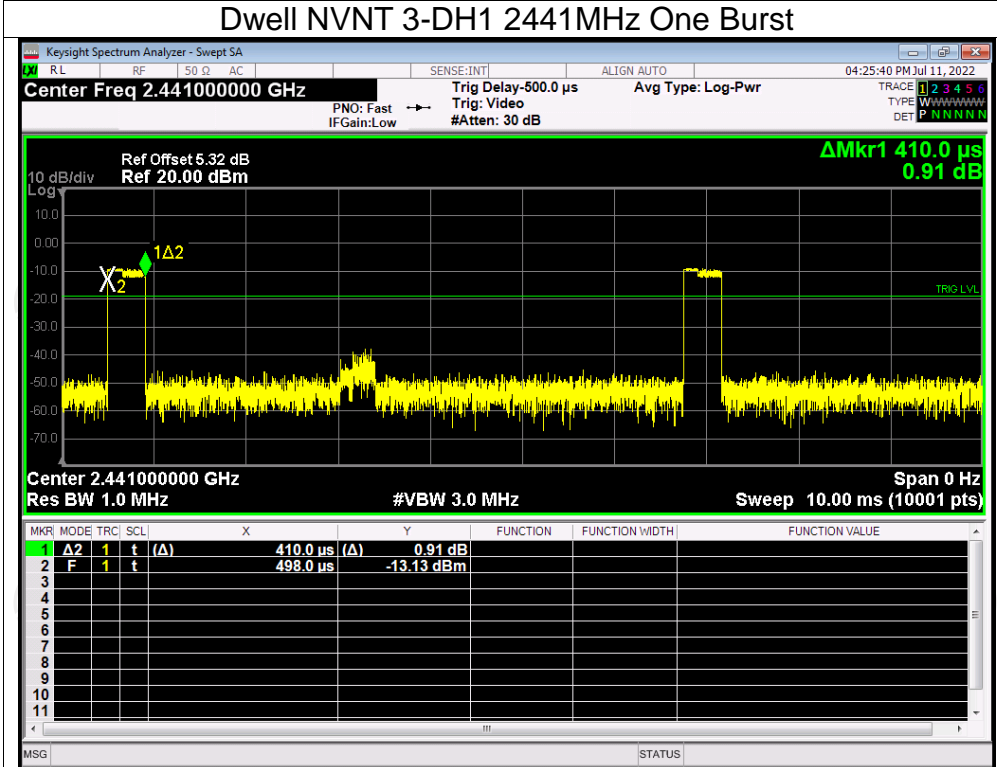 Dwell NVNT 3-DH1 2441MHz One Burst
Keysight Spectrum Analyzer - Swept SA
LXI RL RF 50 Ω AC SENSE:INT ALIGN AUTO 04:25:40 PM Jul 11, 2022
Center Freq 2.441000000 GHz
PNO: Fast
IFGain:Low
Trig Delay-500.0 µs
Trig: Video
#Atten: 30 dB
Avg Type: Log-Pwr
TRACE 1 2 3 4 5 6
TYPE WWWWWW
DET P N N N N N
ΔMkr1 410.0 µs
0.91 dB
Ref Offset 5.32 dB
10 dB/div Ref 20.00 dBm
Log
10.0
0.00
-10.0
-20.0
-30.0
-40.0
-50.0
-60.0
-70.0
1Δ2
2
TRIG LVL
Center 2.441000000 GHz Span 0 Hz
Res BW 1.0 MHz #VBW 3.0 MHz Sweep 10.00 ms (10001 pts)
MKR MODE TRC SCL X Y FUNCTION FUNCTION WIDTH FUNCTION VALUE
1 Δ2 1 t (Δ) 410.0 µs (Δ) 0.91 dB
2 F 1 t 498.0 µs -13.13 dBm
3
4
5
6
7
8
9
10
11
MSG STATUS